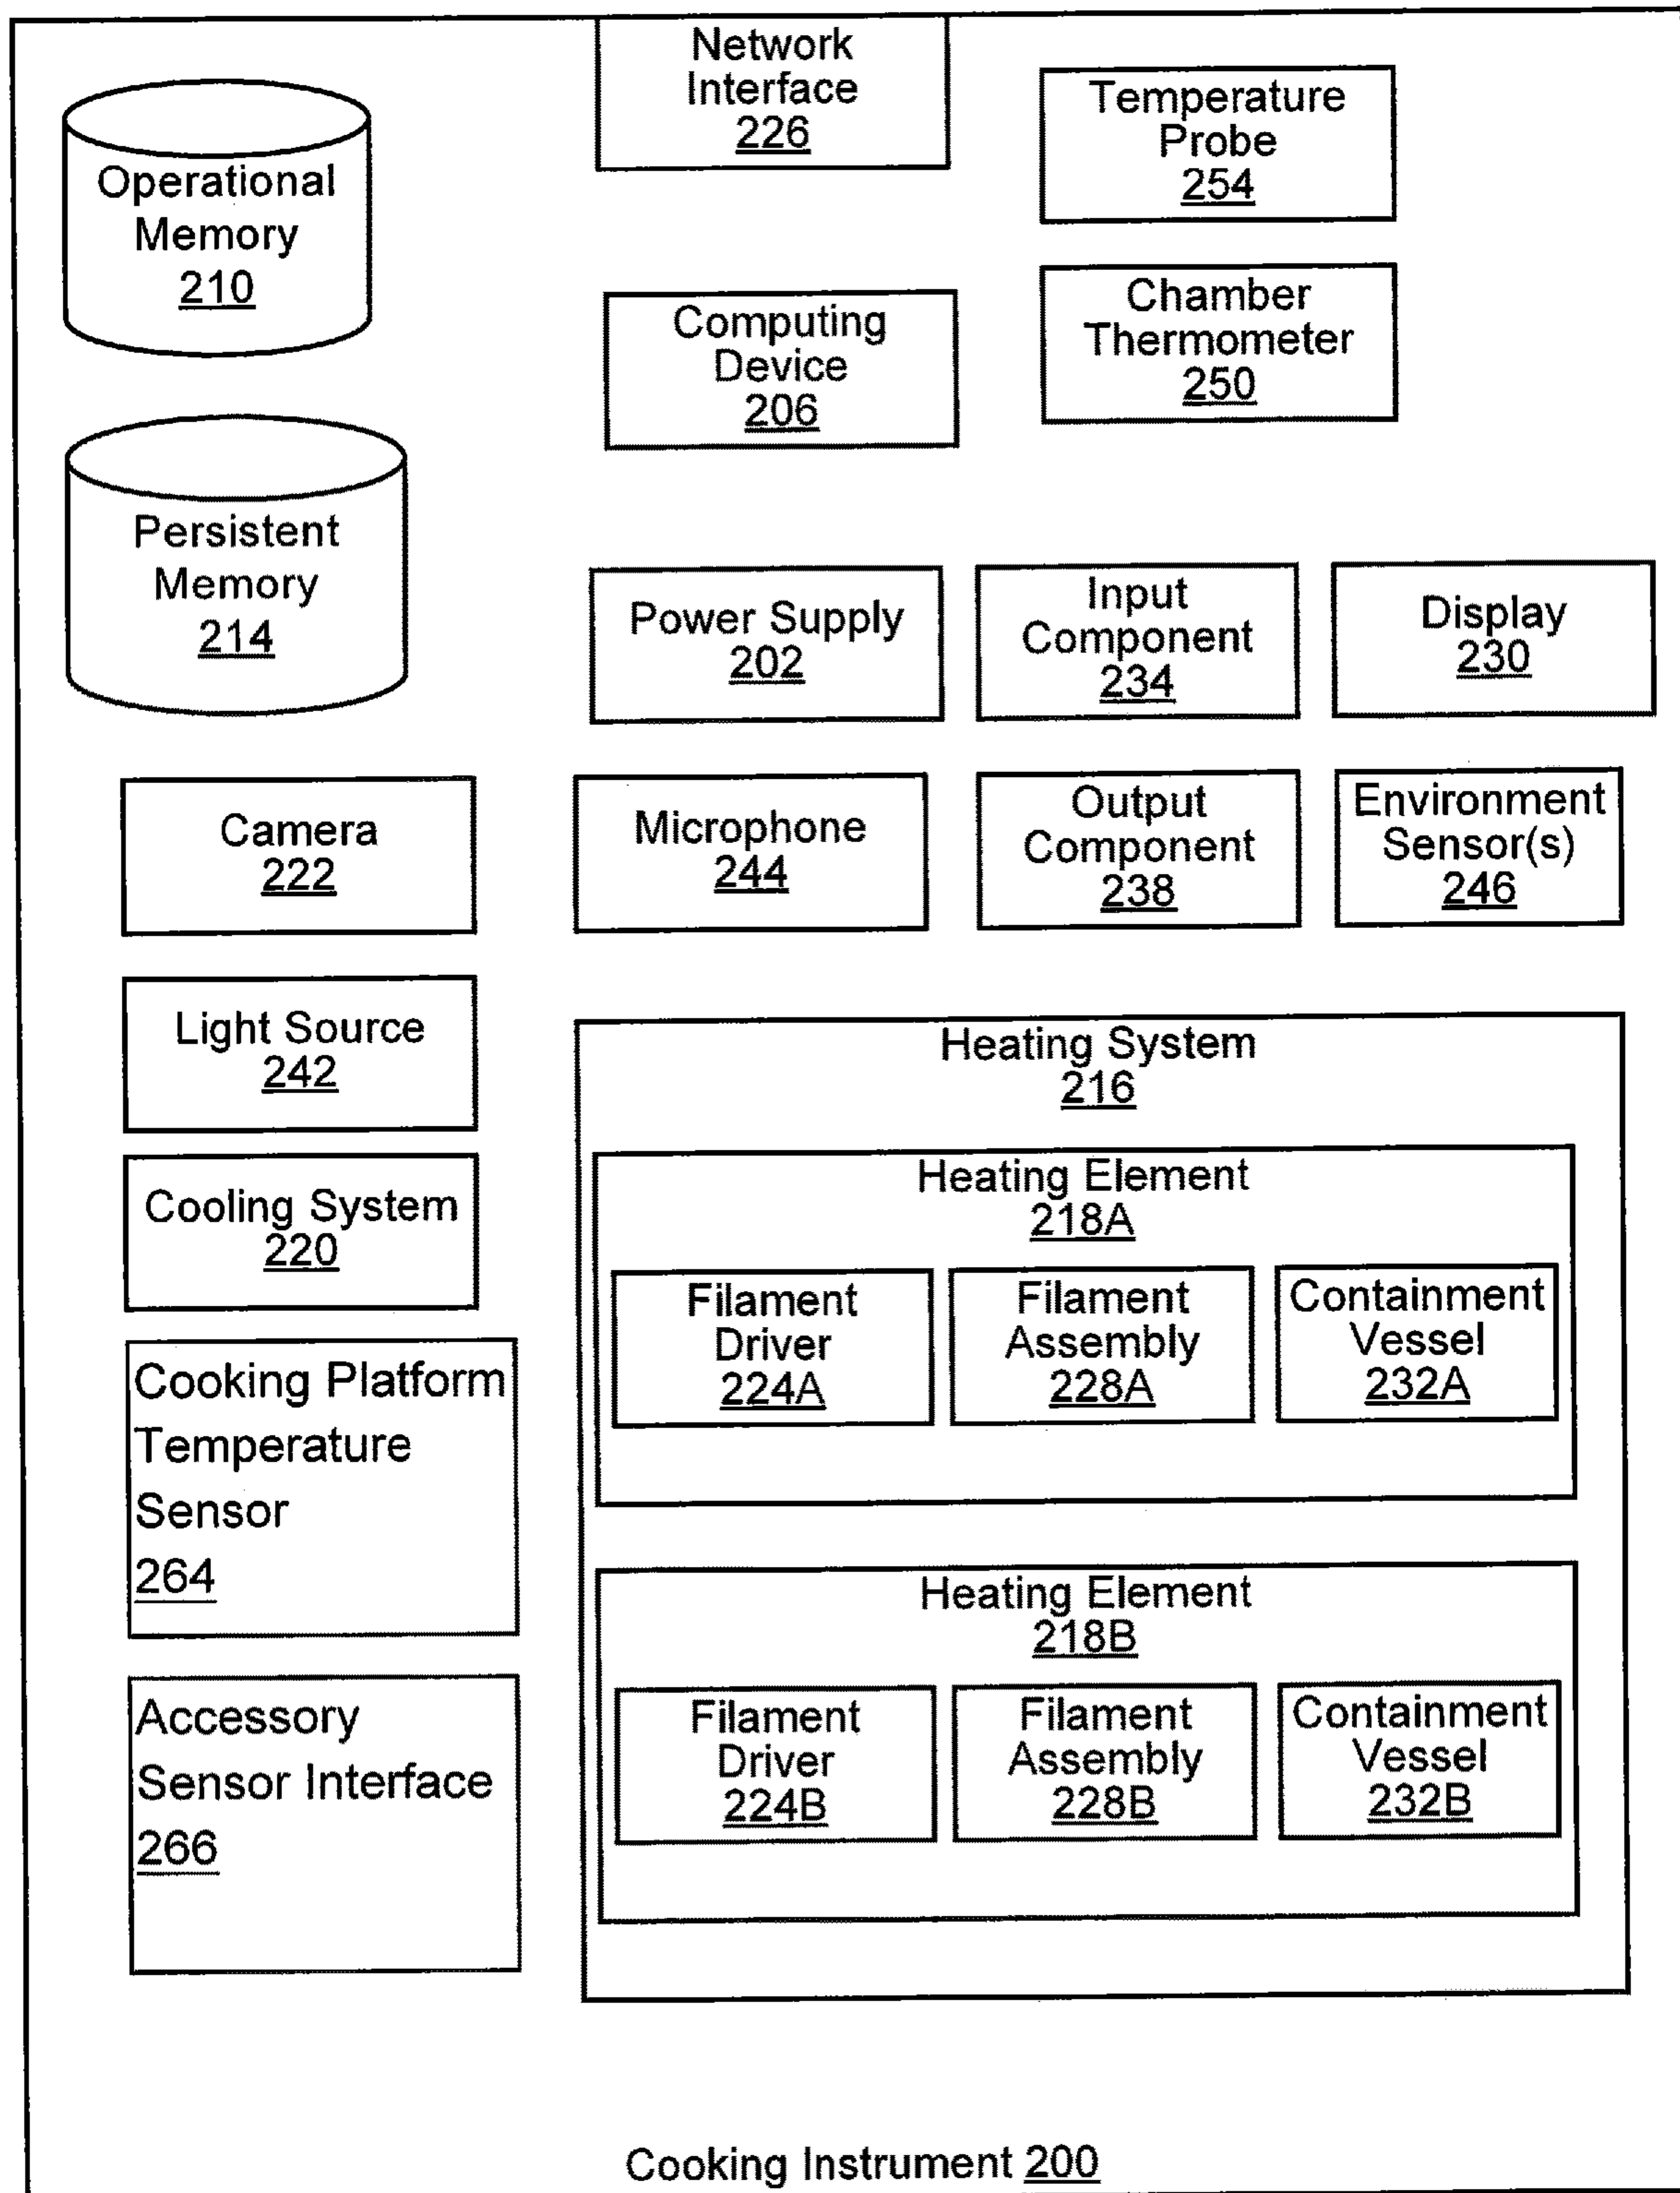 Network
Interface
226
Temperature
Probe
254
Operational
Memory
210
Computing
Device
206
Chamber
Thermometer
250
Persistent
Memory
214
Power Supply
202
Input
Component
234
Display
230
Camera
222
Microphone
244
Output
Component
238
Environment
Sensor(s)
246
Light Source
242
Cooling System
220
Cooking Platform
Temperature
Sensor
264
Accessory
Sensor Interface
266
Heating System
216
Heating Element
218A
Filament
Driver
224A
Filament
Assembly
228A
Containment
Vessel
232A
Heating Element
218B
Filament
Driver
224B
Filament
Assembly
228B
Containment
Vessel
232B
Cooking Instrument 200